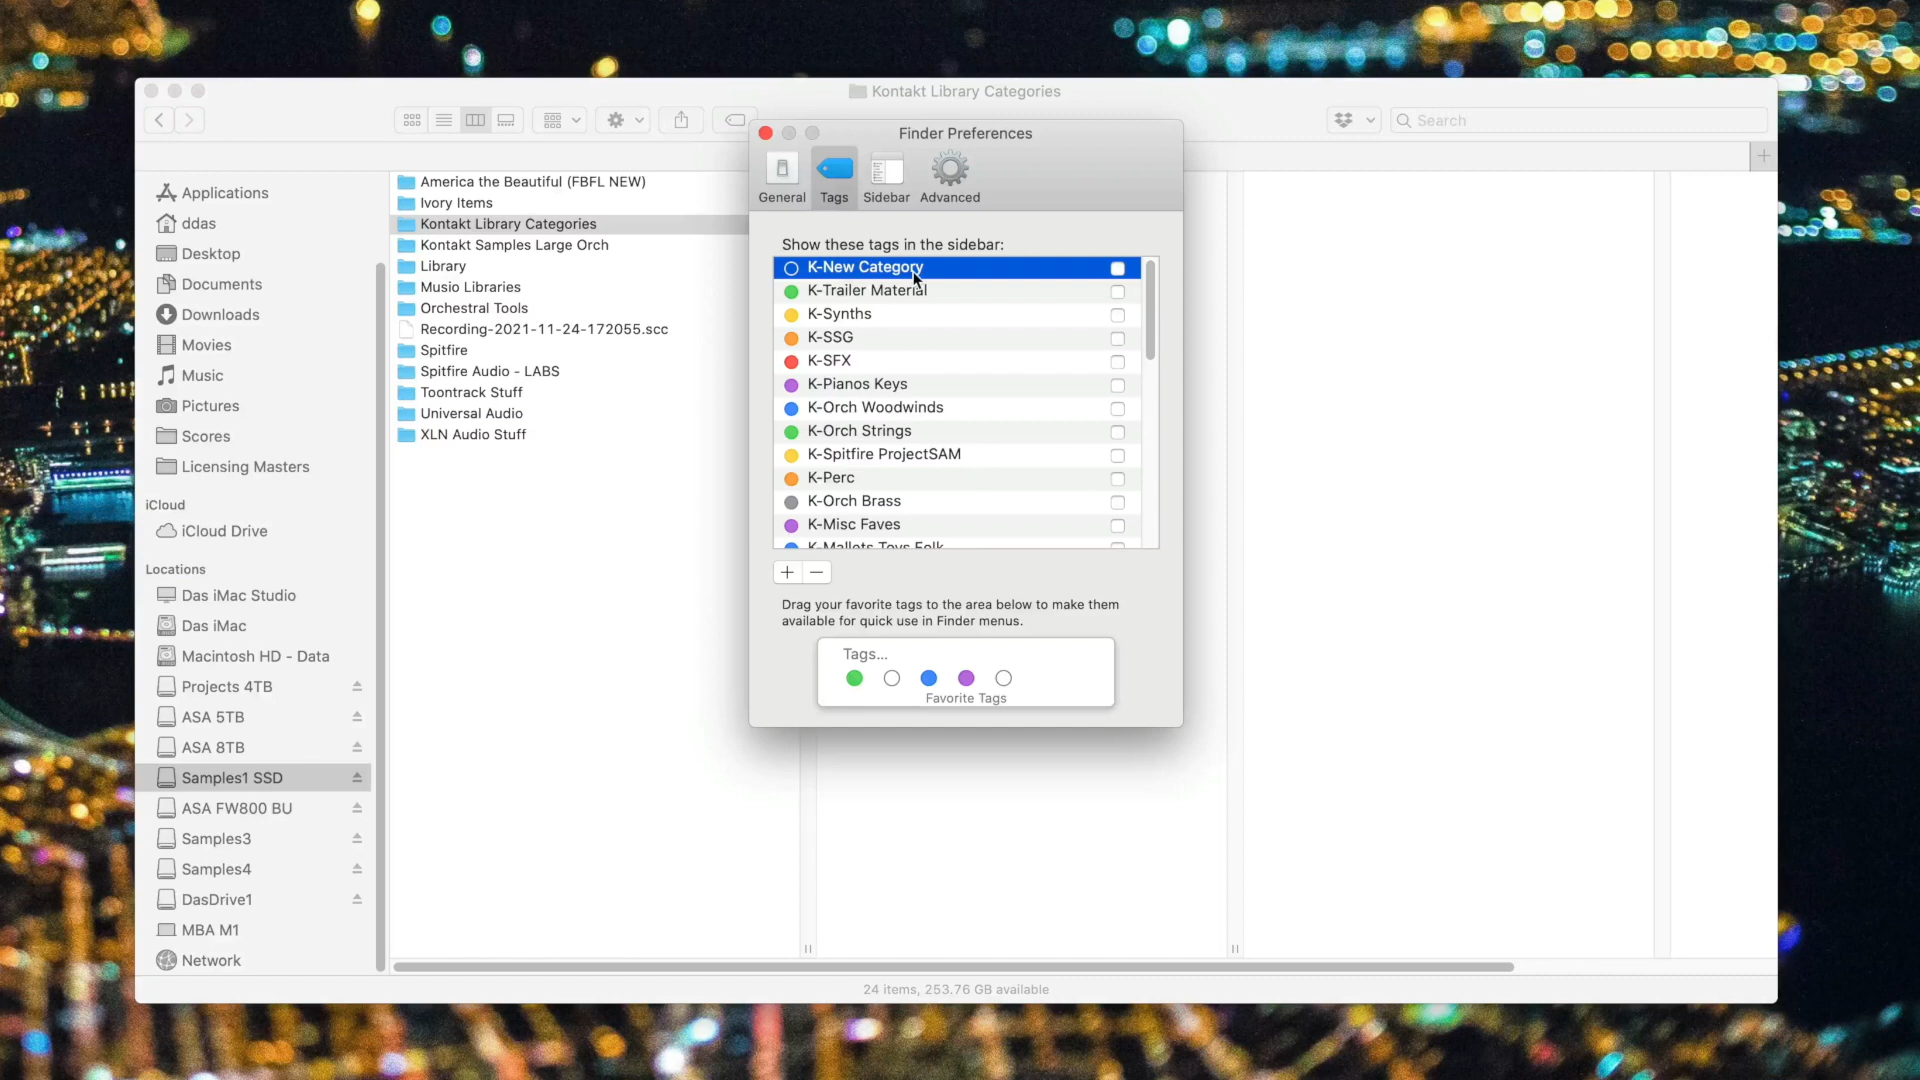 Kontakt Library Categories
Search
Applications
ddas
Desktop
Documents
Downloads
Movies
Music
Pictures
Scores
Licensing Masters
iCloud
iCloud Drive
Locations
Das iMac Studio
Das iMac
Macintosh HD - Data
Projects 4TB
ASA 5TB
ASA 8TB
Samples1 SSD
ASA FW800 BU
Samples3
Samples4
DasDrive1
MBA M1
Network
America the Beautiful (FBFL NEW)
Ivory Items
Kontakt Library Categories
Kontakt Samples Large Orch
Library
Musio Libraries
Orchestral Tools
Recording-2021-11-24-172055.scc
Spitfire
Spitfire Audio - LABS
Toontrack Stuff
Universal Audio
XLN Audio Stuff
Finder Preferences
General
Tags
Sidebar
Advanced
Show these tags in the sidebar:
K-New Category
K-Trailer Material
K-Synths
K-SSG
K-SFX
K-Pianos Keys
K-Orch Woodwinds
K-Orch Strings
K-Spitfire ProjectSAM
K-Perc
K-Orch Brass
K-Misc Faves
K-Mallets Toys Folk
Drag your favorite tags to the area below to make them
available for quick use in Finder menus.
Tags...
Favorite Tags
24 items, 253.76 GB available